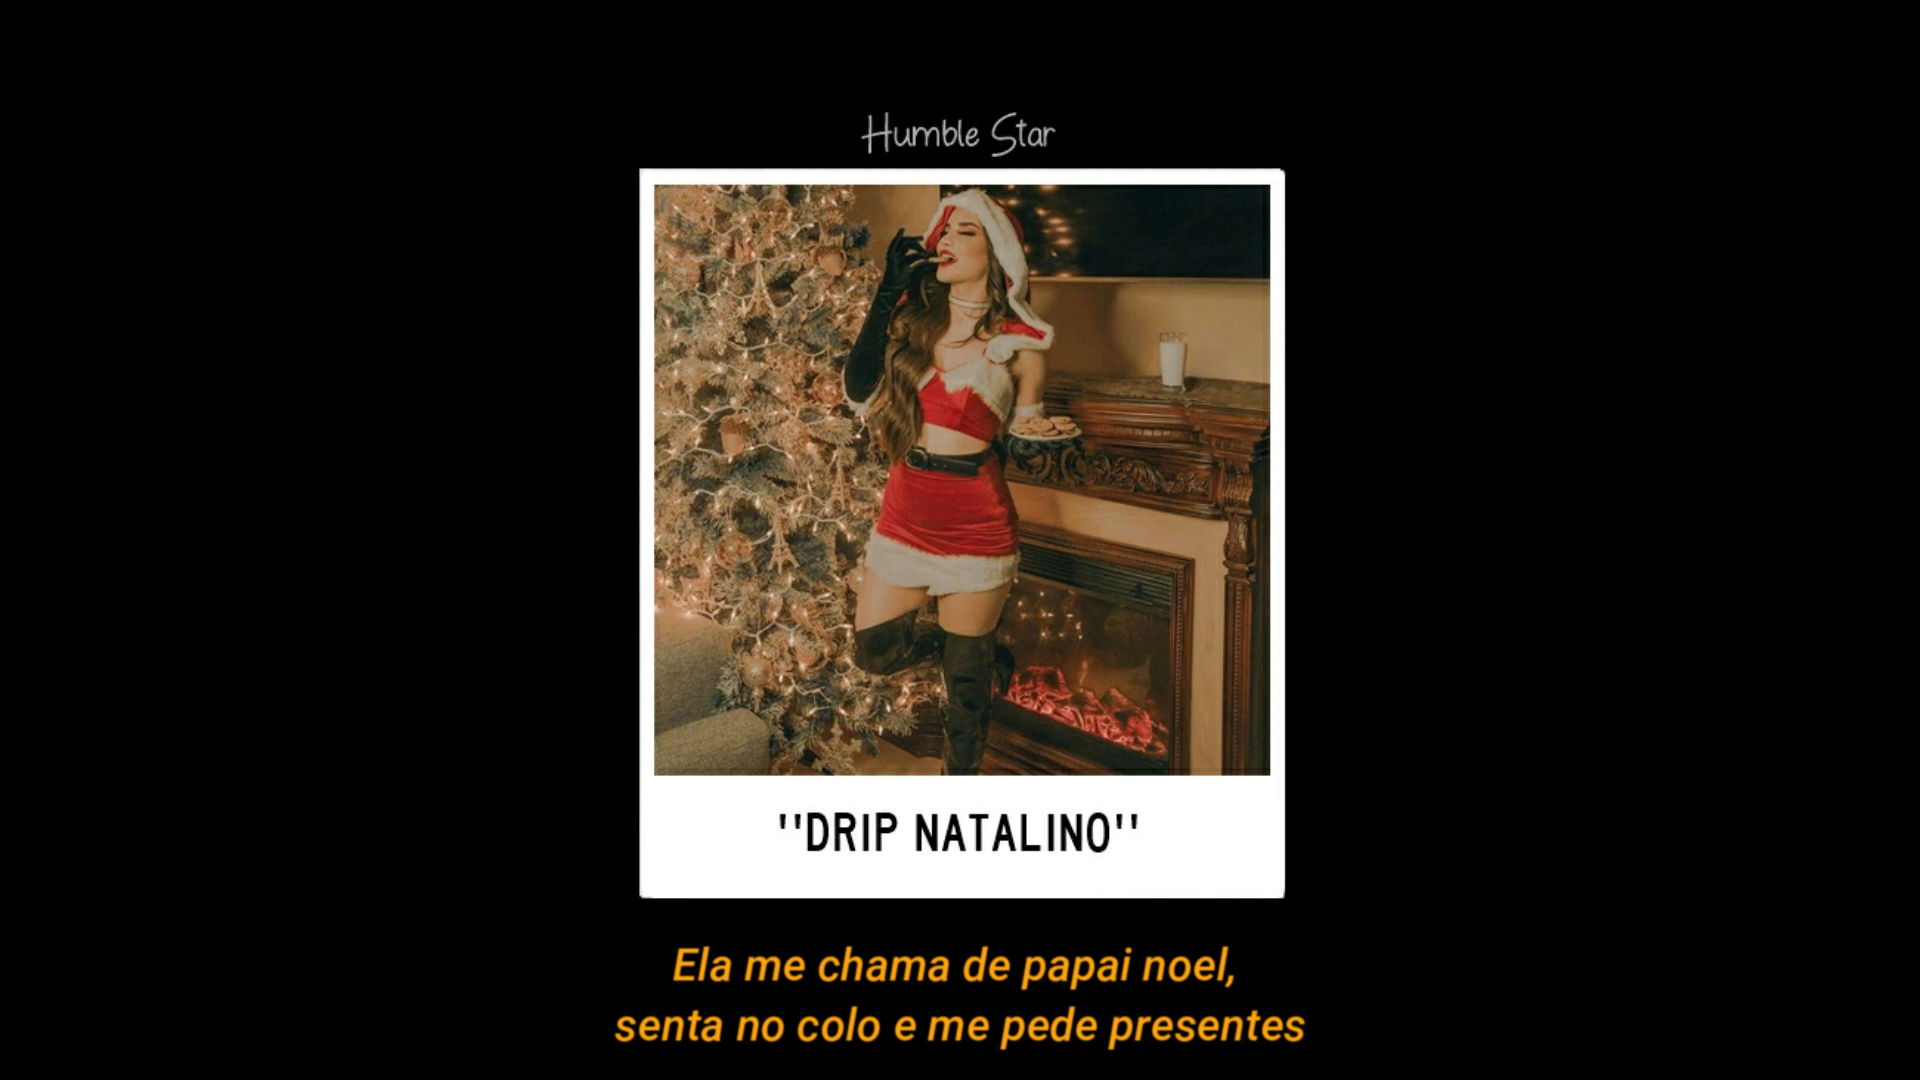 Humble Star
''DRIP NATALINO''
Ela me chama de papai noel,
senta no colo e me pede presentes